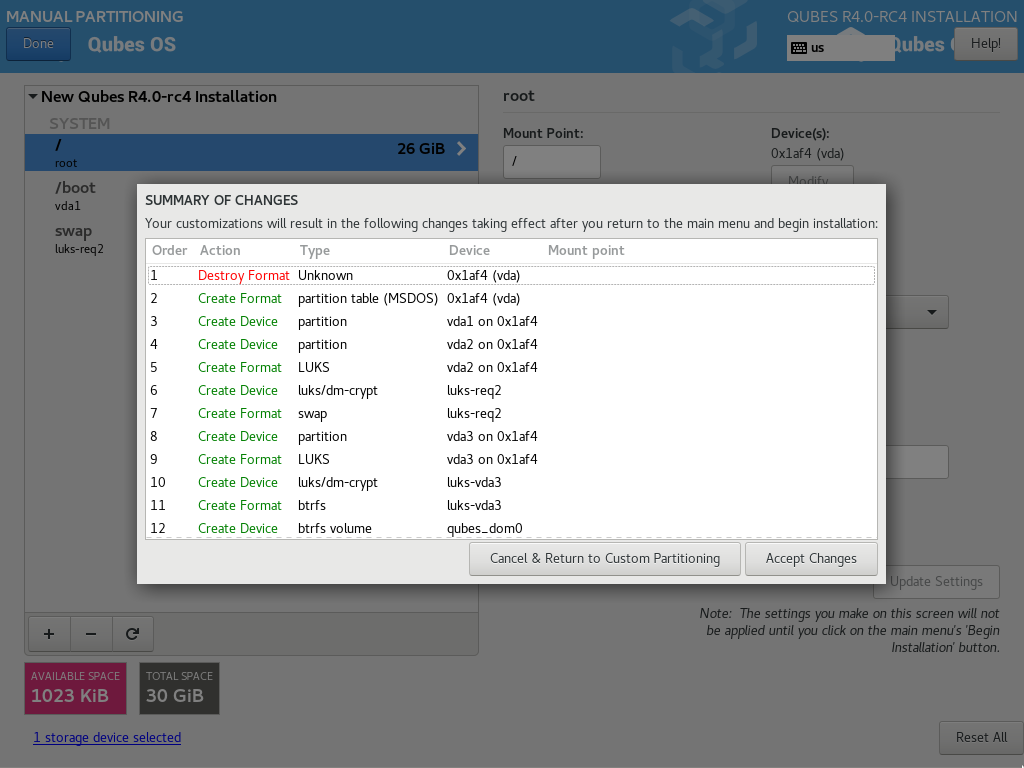 MANUAL PARTITIONING
QUBES R4.0-RC4 INSTALLATION
Done
Qubes OS
us
Qubes
Help!
New Qubes R4.0-rc4 Installation
SYSTEM
/
root
26 GiB
/boot
vda1
swap
luks-req2
root
Mount Point:
Device(s):
/
0x1af4 (vda)
Modify
SUMMARY OF CHANGES
Your customizations will result in the following changes taking effect after you return to the main menu and begin installation:
Order Action Type Device Mount point
1 Destroy Format Unknown 0x1af4 (vda)
2 Create Format partition table (MSDOS) 0x1af4 (vda)
3 Create Device partition vda1 on 0x1af4
4 Create Device partition vda2 on 0x1af4
5 Create Format LUKS vda2 on 0x1af4
6 Create Device luks/dm-crypt luks-req2
7 Create Format swap luks-req2
8 Create Device partition vda3 on 0x1af4
9 Create Format LUKS vda3 on 0x1af4
10 Create Device luks/dm-crypt luks-vda3
11 Create Format btrfs luks-vda3
12 Create Device btrfs volume qubes_dom0
Cancel & Return to Custom Partitioning
Accept Changes
Update Settings
Note: The settings you make on this screen will not
be applied until you click on the main menu's 'Begin
Installation' button.
AVAILABLE SPACE
1023 KiB
TOTAL SPACE
30 GiB
1 storage device selected
Reset All